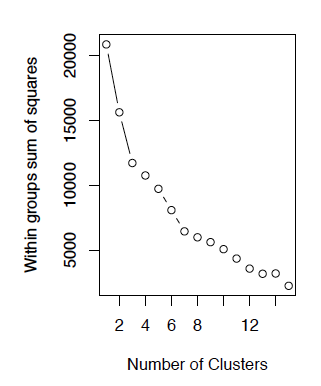 Within groups sum of squares
20000
15000
10000
5000
2 4 6 8 12
Number of Clusters